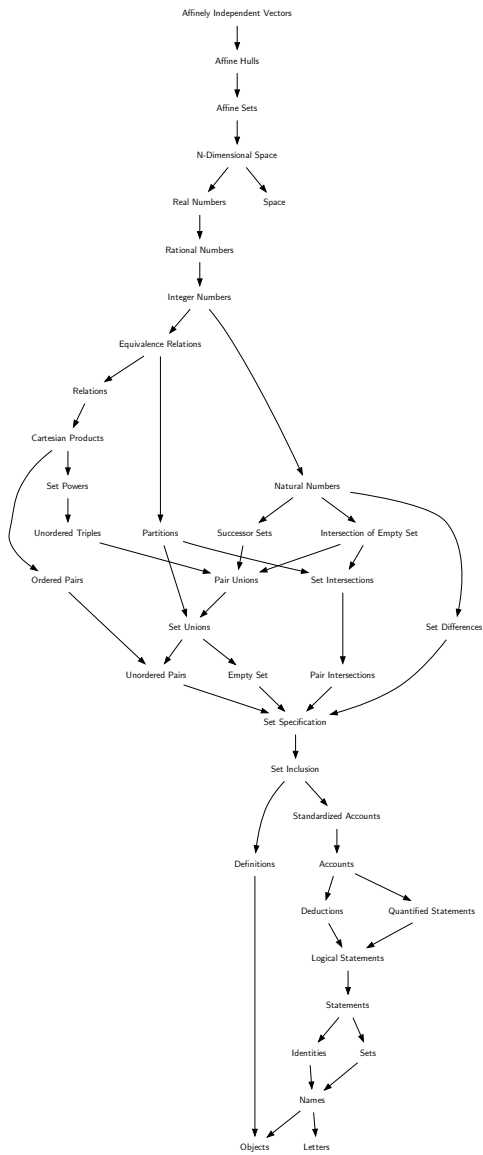 Affinely Independent Vectors
Affine Hulls
Affine Sets
N-Dimensional Space
Real Numbers
Space
Rational Numbers
Integer Numbers
Equivalence Relations
Relations
Cartesian Products
Set Powers
Natural Numbers
Unordered Triples
Partitions
Successor Sets
Intersection of Empty Set
Ordered Pairs
Pair Unions
Set Intersections
Set Unions
Set Differences
Unordered Pairs
Empty Set
Pair Intersections
Set Specification
Set Inclusion
Standardized Accounts
Definitions
Accounts
Deductions
Quantified Statements
Logical Statements
Statements
Identities
Sets
Names
Objects
Letters